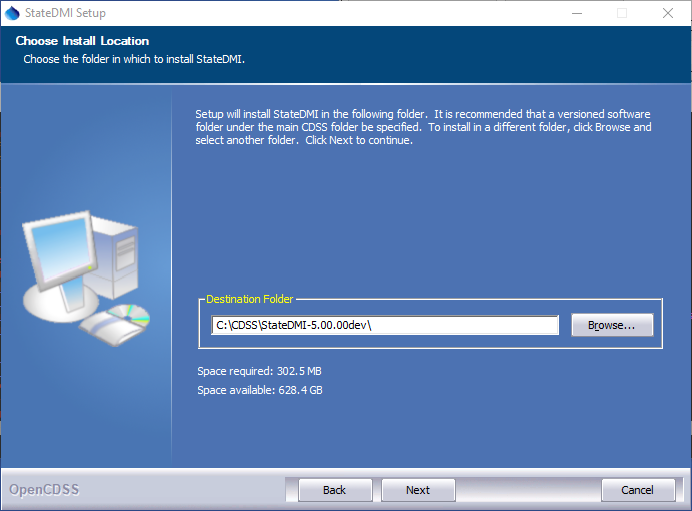 StateDMI Setup
Choose Install Location
Choose the folder in which to install StateDMI.
Setup will install StateDMI in the following folder. It is recommended that a versioned software
folder under the main CDSS folder be specified. To install in a different folder, click Browse and
select another folder. Click Next to continue.
Destination Folder
C:\CDSS\StateDMI-5.00.00dev\
Browse...
Space required: 302.5 MB
Space available: 628.4 GB
OpenCDSS
Back
Next
Cancel